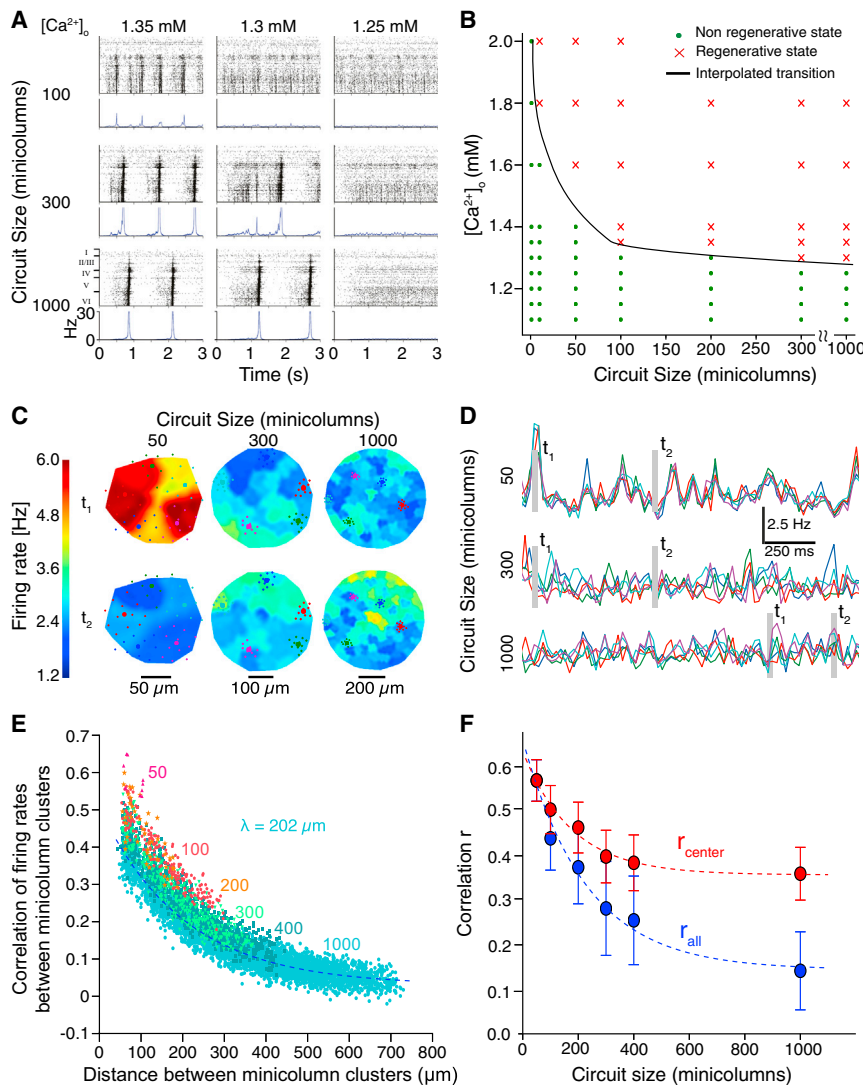 A
[Ca²⁺]ₒ
1.35 mM
1.3 mM
1.25 mM
Circuit Size (minicolumns)
100
300
1000
I
II/III
IV
V
VI
Hz
30
0
0 1 2 3
0 1 2 3
0 1 2 3
Time (s)
B
Non regenerative state
Regenerative state
Interpolated transition
[Ca²⁺]ₒ (mM)
2.0
1.8
1.6
1.4
1.2
0 50 100 200 300 1000
Circuit Size (minicolumns)
C
Circuit Size (minicolumns)
50 300 1000
Firing rate [Hz]
6.0
4.8
3.6
2.4
1.2
t₁
t₂
50 µm
100 µm
200 µm
D
Circuit Size (minicolumns)
50
300
1000
t₁
t₂
2.5 Hz
250 ms
t₁
t₂
t₁
t₂
E
Correlation of firing rates
between minicolumn clusters
0.7
0.6
0.5
0.4
0.3
0.2
0.1
0
-0.1
50
λ = 202 µm
100
200
300
400
1000
0 100 200 300 400 500 600 700 800
Distance between minicolumn clusters (µm)
F
Correlation r
0.6
0.5
0.4
0.3
0.2
0.1
0.0
r center
r all
0 200 400 600 800 1000
Circuit size (minicolumns)